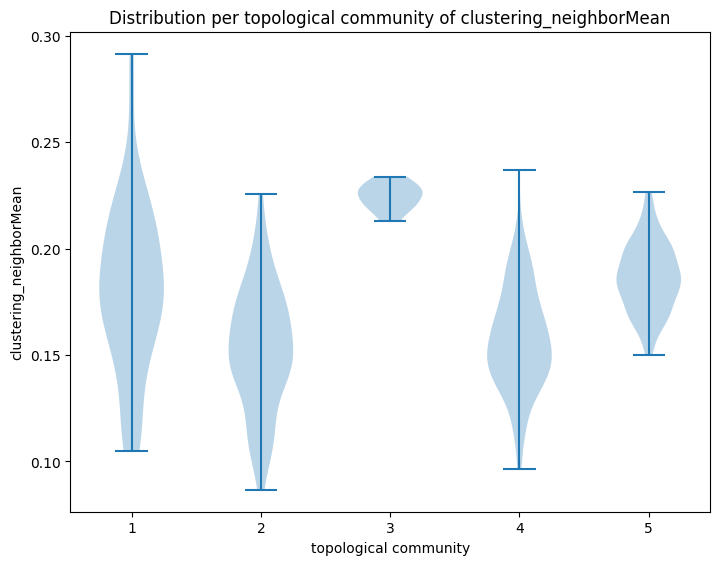 Distribution per topological community of clustering_neighborMean
clustering_neighborMean
0.30
0.25
0.20
0.15
0.10
1 2 3 4 5
topological community